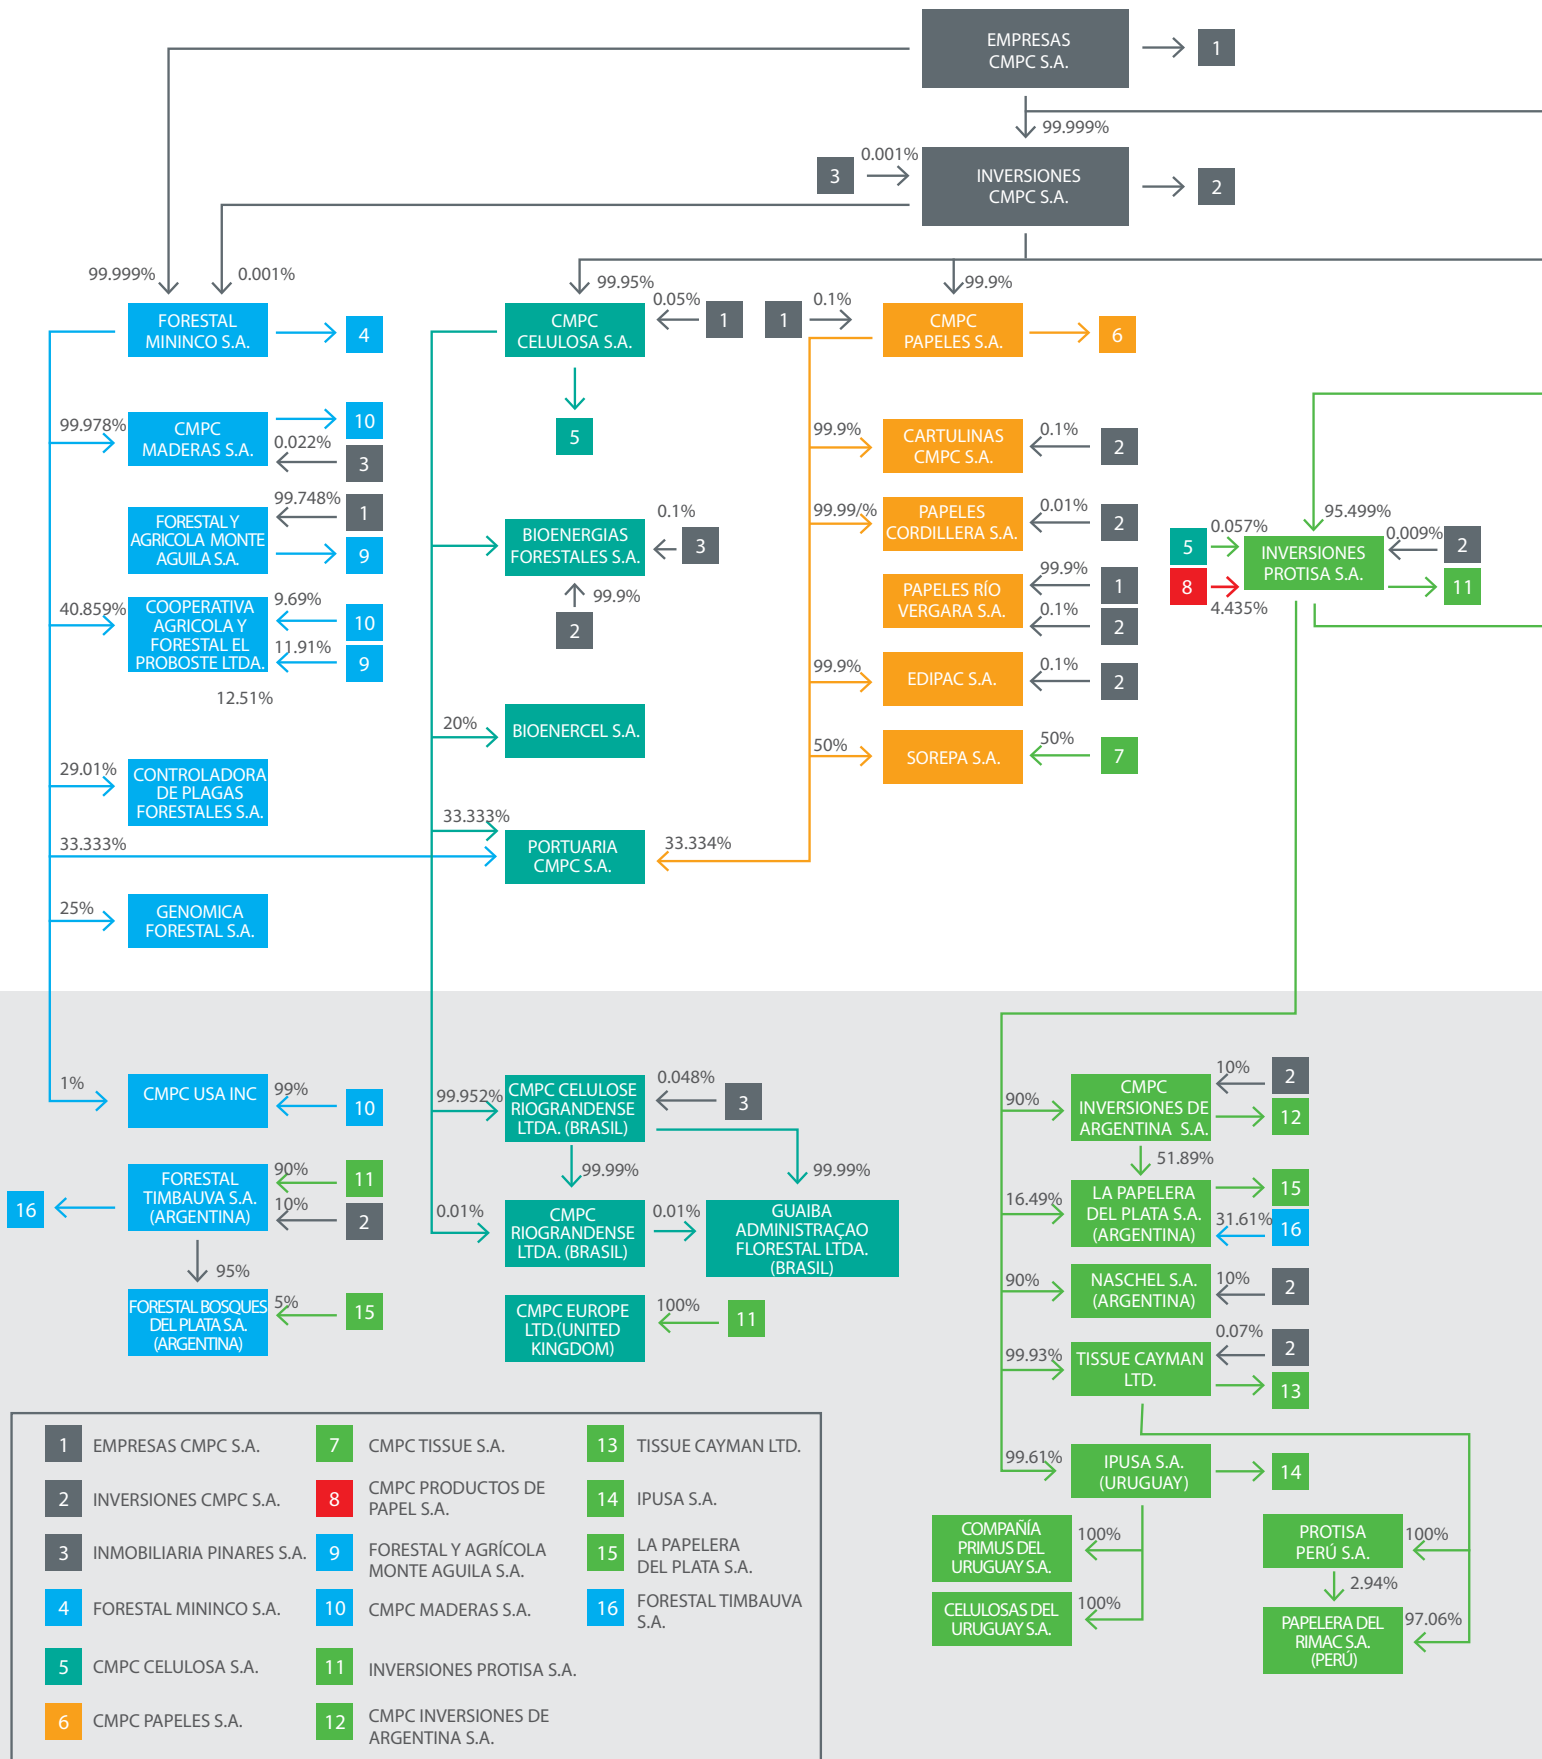 EMPRESAS
CMPC S.A.
1
99.999%
3
0.001%
INVERSIONES
CMPC S.A.
2
99.999%
0.001%
99.95%
99.9%
FORESTAL
MININCO S.A.
4
CMPC
CELULOSA S.A.
0.05%
1
5
1
0.1%
CMPC
PAPELES S.A.
6
99.978%
CMPC
MADERAS S.A.
10
0.022%
3
FORESTAL Y
AGRICOLA MONTE
AGUILA S.A.
99.748%
1
9
40.859%
COOPERATIVA
AGRICOLA Y
FORESTAL EL
PROBOSTE LTDA.
9.69%
10
11.91%
9
12.51%
29.01%
CONTROLADORA
DE PLAGAS
FORESTALES S.A.
33.333%
25%
GENOMICA
FORESTAL S.A.
BIOENERGIAS
FORESTALES S.A.
0.1%
3
99.9%
2
20%
BIOENERCEL S.A.
33.333%
PORTUARIA
CMPC S.A.
33.334%
99.9%
CARTULINAS
CMPC S.A.
0.1%
2
99.99/%
PAPELES
CORDILLERA S.A.
0.01%
2
PAPELES RÍO
VERGARA S.A.
99.9%
1
0.1%
2
99.9%
EDIPAC S.A.
0.1%
2
50%
SOREPA S.A.
50%
7
95.499%
5
0.057%
8
4.435%
INVERSIONES
PROTISA S.A.
0.009%
2
11
1%
CMPC USA INC
99%
10
16
FORESTAL
TIMBAUVA S.A.
(ARGENTINA)
90%
11
10%
2
95%
FORESTAL BOSQUES
DEL PLATA S.A.
(ARGENTINA)
5%
15
99.952%
CMPC CELULOSE
RIOGRANDENSE
LTDA. (BRASIL)
0.048%
3
99.99%
99.99%
0.01%
CMPC
RIOGRANDENSE
LTDA. (BRASIL)
0.01%
GUAIBA
ADMINISTRAÇAO
FLORESTAL LTDA.
(BRASIL)
CMPC EUROPE
LTD.(UNITED
KINGDOM)
100%
11
90%
CMPC
INVERSIONES DE
ARGENTINA S.A.
10%
2
12
51.89%
16.49%
LA PAPELERA
DEL PLATA S.A.
(ARGENTINA)
15
31.61%
16
90%
NASCHEL S.A.
(ARGENTINA)
10%
2
99.93%
TISSUE CAYMAN
LTD.
0.07%
2
13
99.61%
IPUSA S.A.
(URUGUAY)
14
COMPAÑÍA
PRIMUS DEL
URUGUAY S.A.
100%
CELULOSAS DEL
URUGUAY S.A.
100%
PROTISA
PERÚ S.A.
100%
2.94%
PAPELERA DEL
RIMAC S.A.
(PERÚ)
97.06%
1
EMPRESAS CMPC S.A.
2
INVERSIONES CMPC S.A.
3
INMOBILIARIA PINARES S.A.
4
FORESTAL MININCO S.A.
5
CMPC CELULOSA S.A.
6
CMPC PAPELES S.A.
7
CMPC TISSUE S.A.
8
CMPC PRODUCTOS DE
PAPEL S.A.
9
FORESTAL Y AGRÍCOLA
MONTE AGUILA S.A.
10
CMPC MADERAS S.A.
11
INVERSIONES PROTISA S.A.
12
CMPC INVERSIONES DE
ARGENTINA S.A.
13
TISSUE CAYMAN LTD.
14
IPUSA S.A.
15
LA PAPELERA
DEL PLATA S.A.
16
FORESTAL TIMBAUVA
S.A.